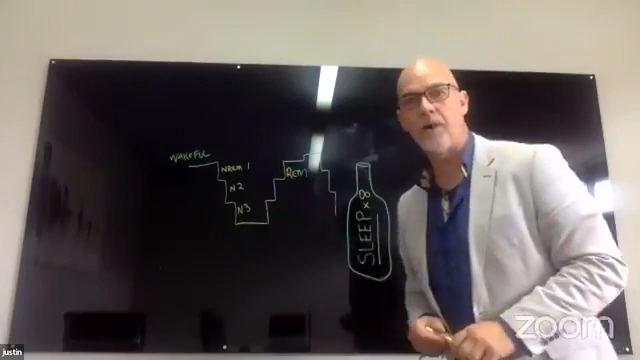 WAKEFUL
NREM 1
N2
N3
REM
SLEEP x 8
zoom
justin